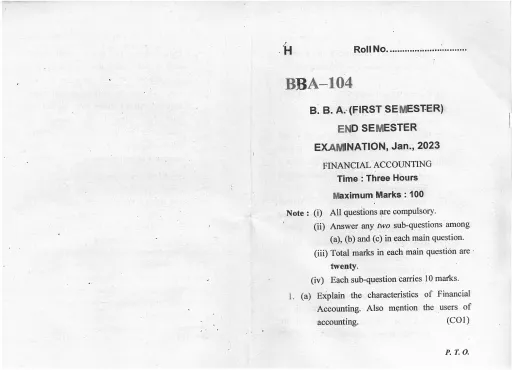 H Roll No. ..............................
BBA–104
B. B. A. (FIRST SEMESTER)
END SEMESTER
EXAMINATION, Jan., 2023
FINANCIAL ACCOUNTING
Time : Three Hours
Maximum Marks : 100
Note : (i) All questions are compulsory.
(ii) Answer any two sub-questions among
(a), (b) and (c) in each main question.
(iii) Total marks in each main question are
twenty.
(iv) Each sub-question carries 10 marks.
1. (a) Explain the characteristics of Financial
Accounting. Also mention the users of
accounting. (CO1)
P. T. O.